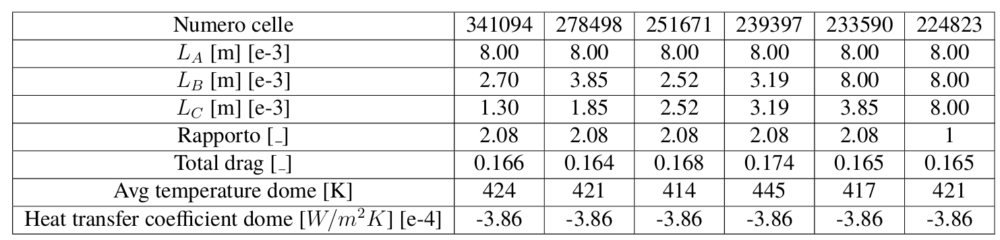 Numero celle 341094 278498 251671 239397 233590 224823
L_A [m] [e-3] 8.00 8.00 8.00 8.00 8.00 8.00
L_B [m] [e-3] 2.70 3.85 2.52 3.19 8.00 8.00
L_C [m] [e-3] 1.30 1.85 2.52 3.19 3.85 8.00
Rapporto [_] 2.08 2.08 2.08 2.08 2.08 1
Total drag [_] 0.166 0.164 0.168 0.174 0.165 0.165
Avg temperature dome [K] 424 421 414 445 417 421
Heat transfer coefficient dome [W/m²K] [e-4] -3.86 -3.86 -3.86 -3.86 -3.86 -3.86